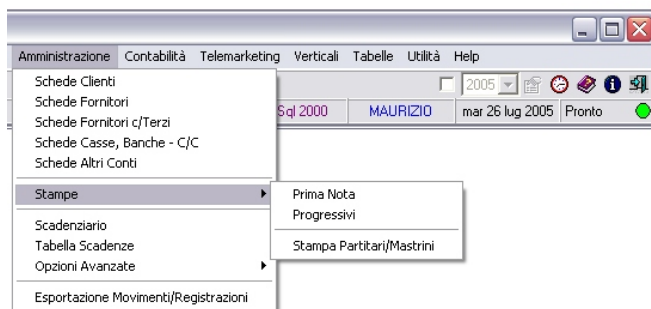 Amministrazione Contabilità Telemarketing Verticali Tabelle Utilità Help
Schede Clienti
2005
Schede Fornitori
Sql 2000 MAURIZIO mar 26 lug 2005 Pronto
Schede Fornitori c/Terzi
Schede Casse, Banche - C/C
Schede Altri Conti
Stampe
Prima Nota
Progressivi
Stampa Partitari/Mastrini
Scadenziario
Tabella Scadenze
Opzioni Avanzate
Esportazione Movimenti/Registrazioni